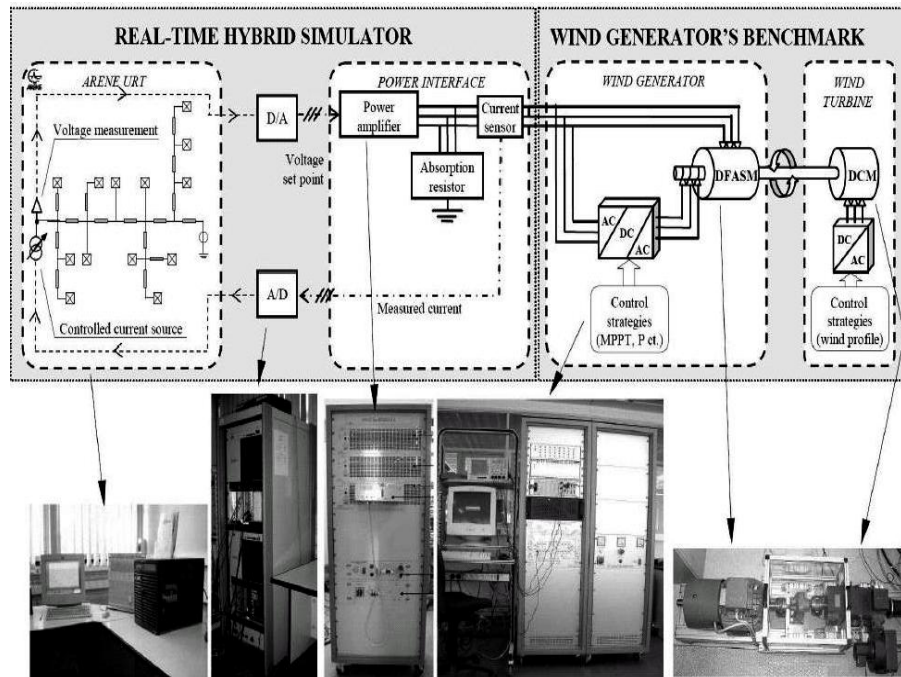 REAL-TIME HYBRID SIMULATOR
WIND GENERATOR'S BENCHMARK
ARENE
ARENE URT
Voltage measurement
Controlled current source
D/A
Voltage
set point
A/D
POWER INTERFACE
Power
amplifier
Current
sensor
Absorption
resistor
Measured current
WIND GENERATOR
DFASM
AC
DC
AC
Control
strategies
(MPPT, P et.)
WIND
TURBINE
DCM
DC
AC
Control
strategies
(wind profile)